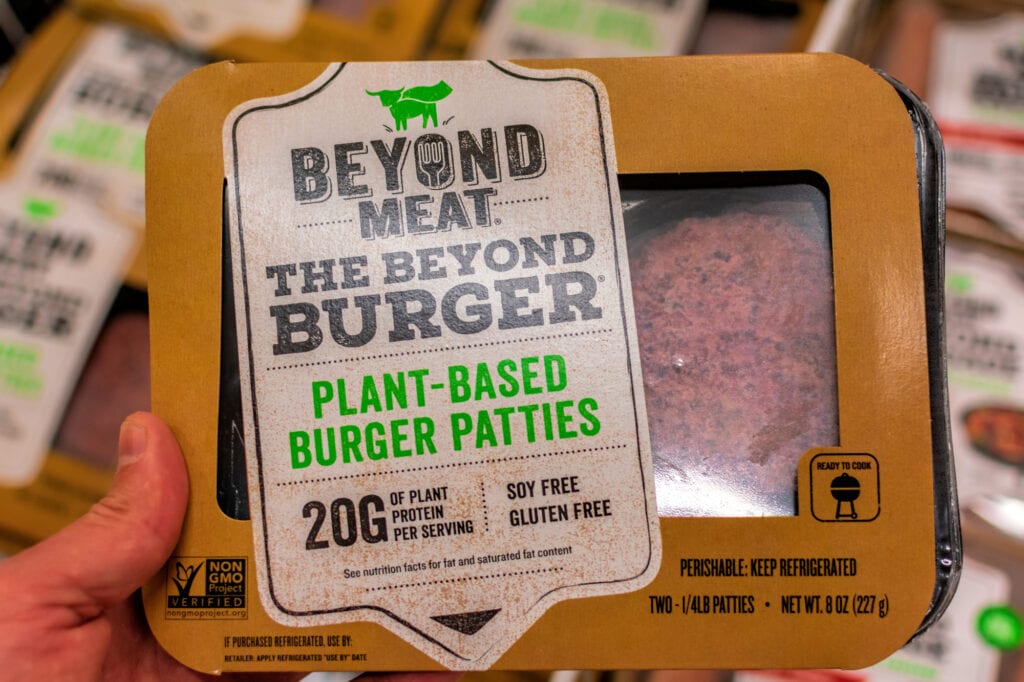 BEYOND
MEAT®
THE BEYOND
BURGER®
PLANT-BASED
BURGER PATTIES
20G OF PLANT
PROTEIN
PER SERVING
SOY FREE
GLUTEN FREE
See nutrition facts for fat and saturated fat content
READY TO COOK
NON
GMO
Project
VERIFIED
nongmoproject.org
PERISHABLE: KEEP REFRIGERATED
TWO - 1/4LB PATTIES • NET WT. 8 OZ (227g)
IF PURCHASED REFRIGERATED, USE BY:
RETAILER: APPLY REFRIGERATED "USE BY" DATE